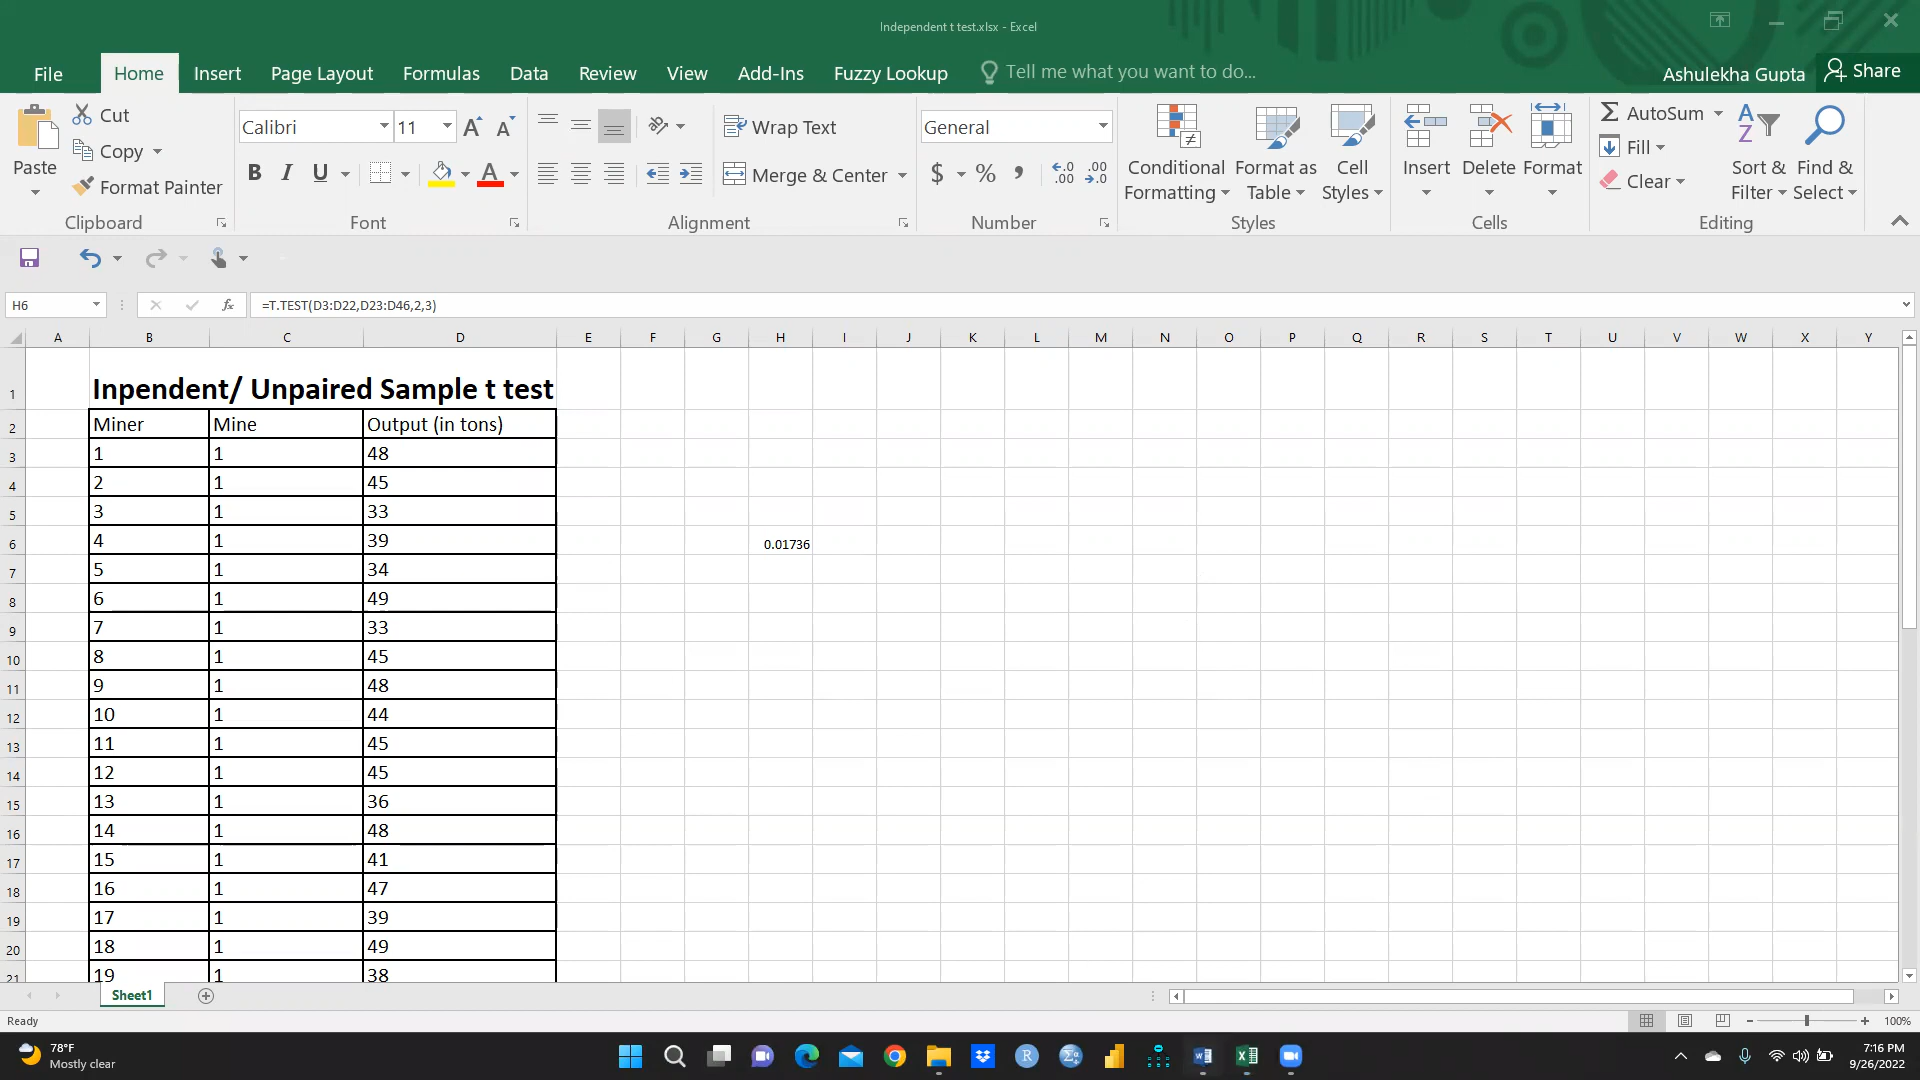 Independent t test.xlsx - Excel
File Home Insert Page Layout Formulas Data Review View Add-Ins Fuzzy Lookup Tell me what you want to do... Ashulekha Gupta Share
Paste Cut Copy Format Painter Clipboard
Calibri 11 B I U A Font
Wrap Text Merge & Center Alignment
General $ % , Number
Conditional Formatting Format as Table Cell Styles Styles
Insert Delete Format Cells
AutoSum Fill Clear Sort & Filter Find & Select Editing
H6 fx =T.TEST(D3:D22,D23:D46,2,3)
A B C D E F G H I J K L M N O P Q R S T U V W X Y
1 Inpendent/ Unpaired Sample t test
2 Miner Mine Output (in tons)
3 1 1 48
4 2 1 45
5 3 1 33
6 4 1 39 0.01736
7 5 1 34
8 6 1 49
9 7 1 33
10 8 1 45
11 9 1 48
12 10 1 44
13 11 1 45
14 12 1 45
15 13 1 36
16 14 1 48
17 15 1 41
18 16 1 47
19 17 1 39
20 18 1 49
21 19 1 38
Sheet1
Ready 100%
78°F
Mostly clear
7:16 PM
9/26/2022